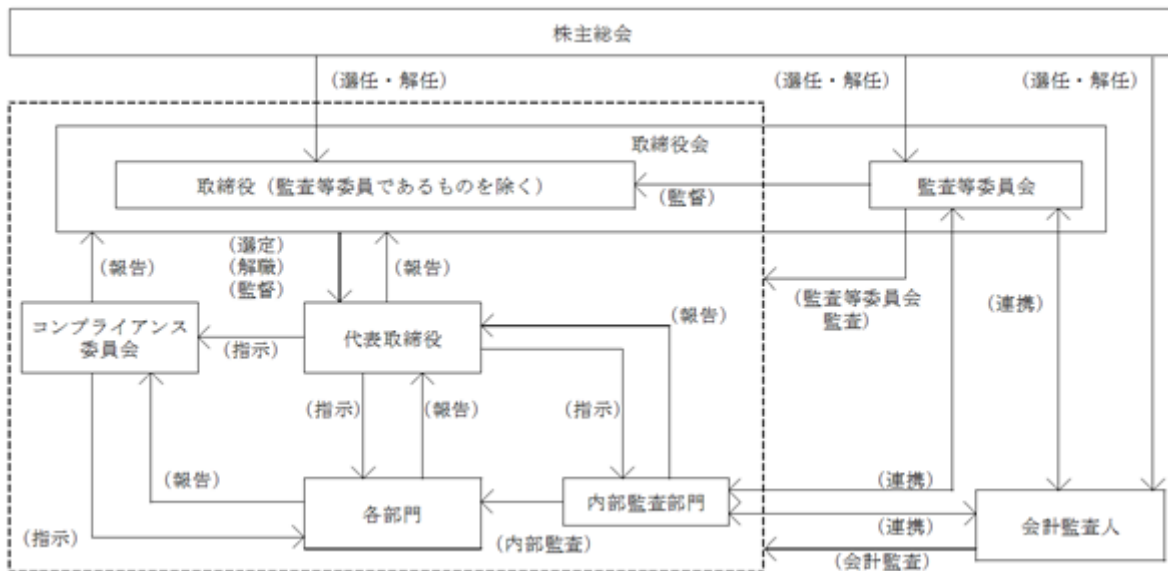 株主総会
（選任・解任）
（選任・解任）
（選任・解任）
取締役会
取締役（監査等委員であるものを除く）
監査等委員会
（監督）
（選定）
（解職）
（監督）
（報告）
（報告）
（監査等委員会
監査）
（連携）
コンプライアンス
委員会
（指示）
代表取締役
（報告）
（指示）
（報告）
（指示）
（報告）
各部門
内部監査部門
（連携）
（連携）
会計監査人
（指示）
（内部監査）
（会計監査）